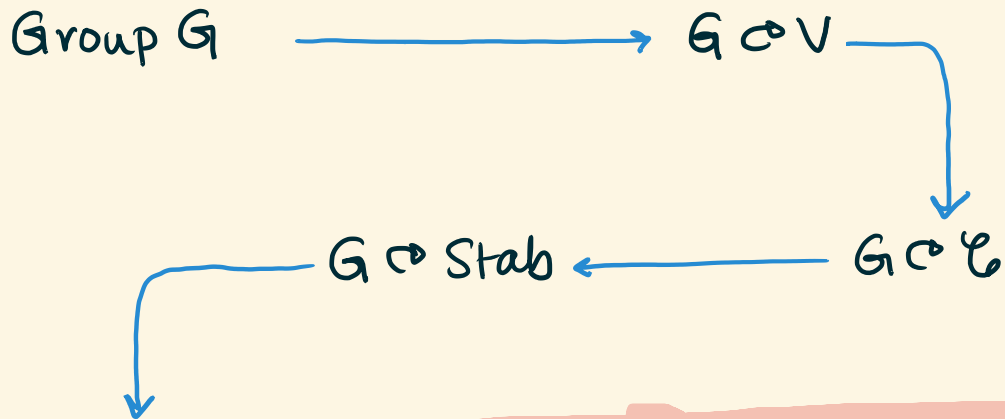 Group G → G ↻ V
G ↻ Stab ← G ↻ 𝒞